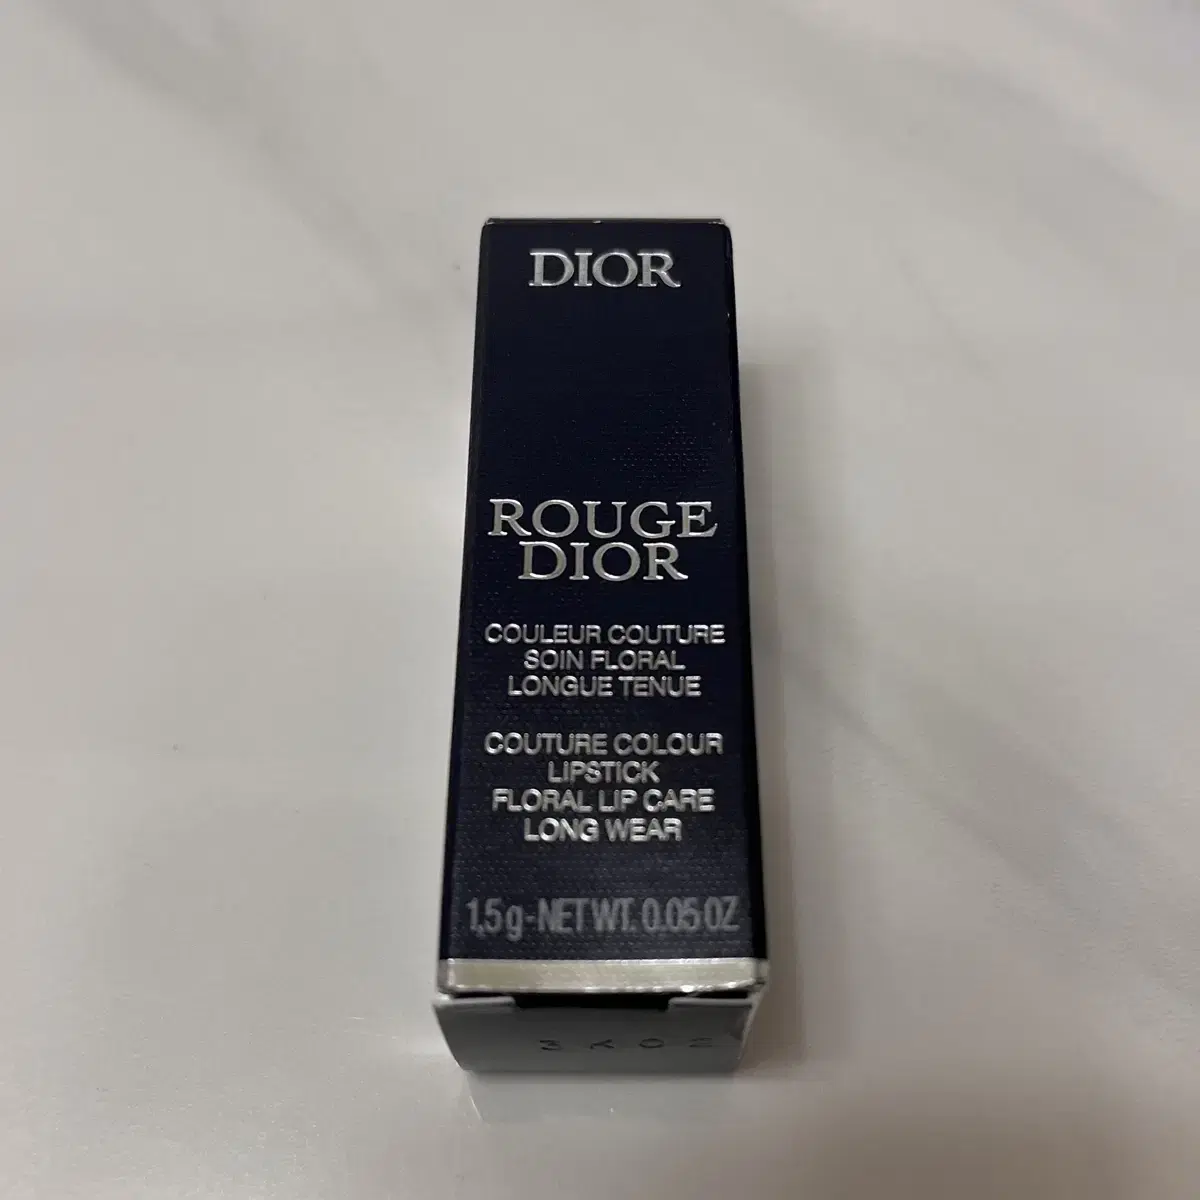 DIOR
ROUGE
DIOR
COULEUR COUTURE
SOIN FLORAL
LONGUE TENUE
COUTURE COLOUR
LIPSTICK
FLORAL LIP CARE
LONG WEAR
1,5 g - NET WT. 0.05 OZ